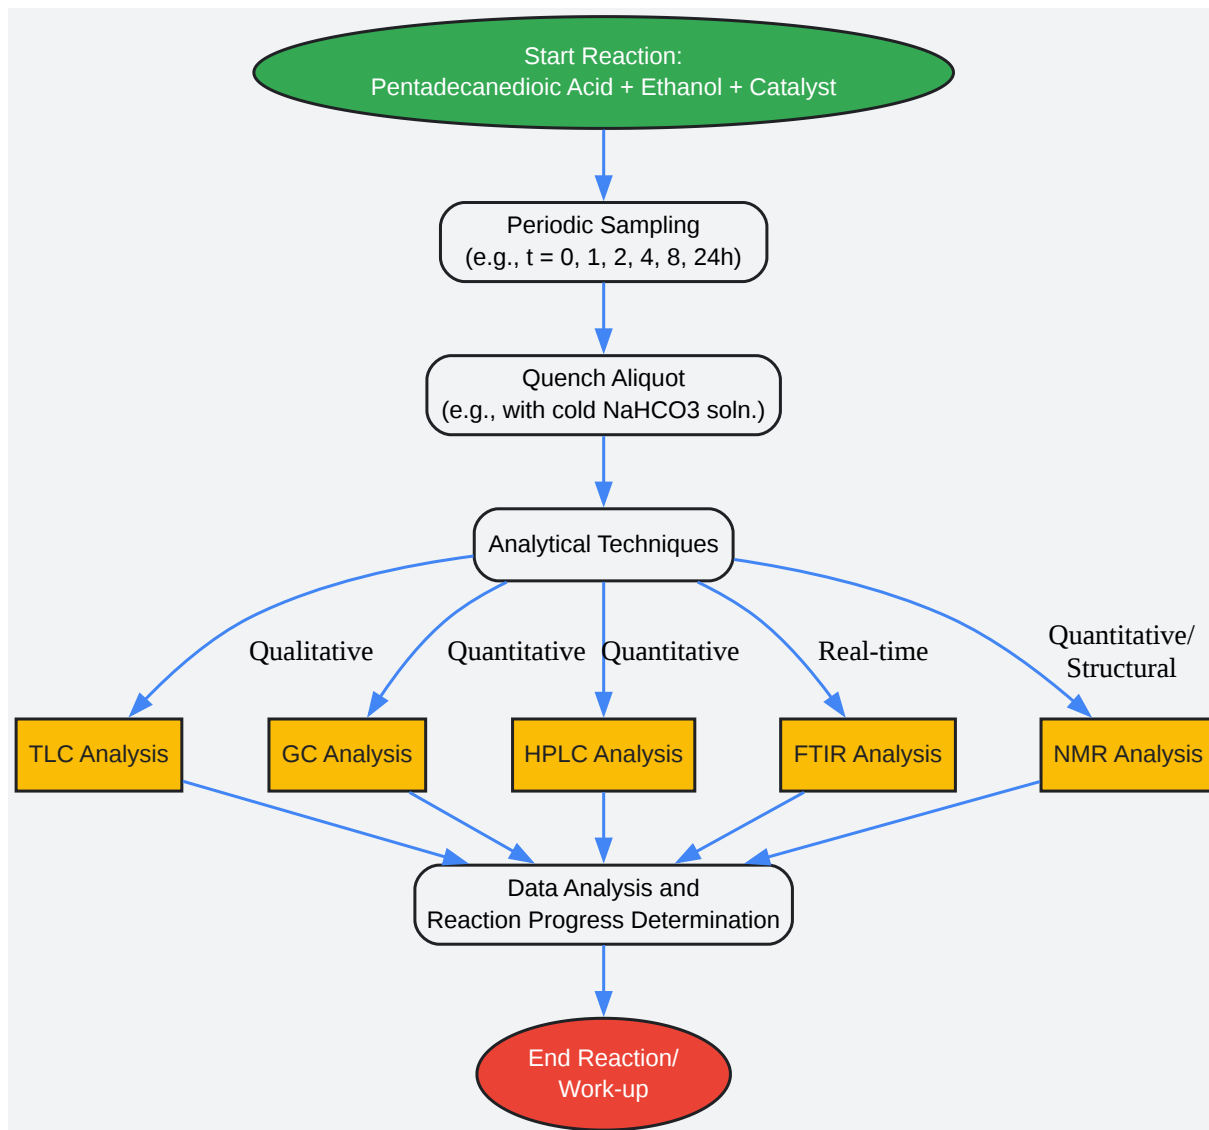 Start Reaction:
Pentadecanedioic Acid + Ethanol + Catalyst
Periodic Sampling
(e.g., t = 0, 1, 2, 4, 8, 24h)
Quench Aliquot
(e.g., with cold NaHCO3 soln.)
Analytical Techniques
Qualitative
Quantitative
Quantitative
Real-time
Quantitative/
Structural
TLC Analysis
GC Analysis
HPLC Analysis
FTIR Analysis
NMR Analysis
Data Analysis and
Reaction Progress Determination
End Reaction/
Work-up